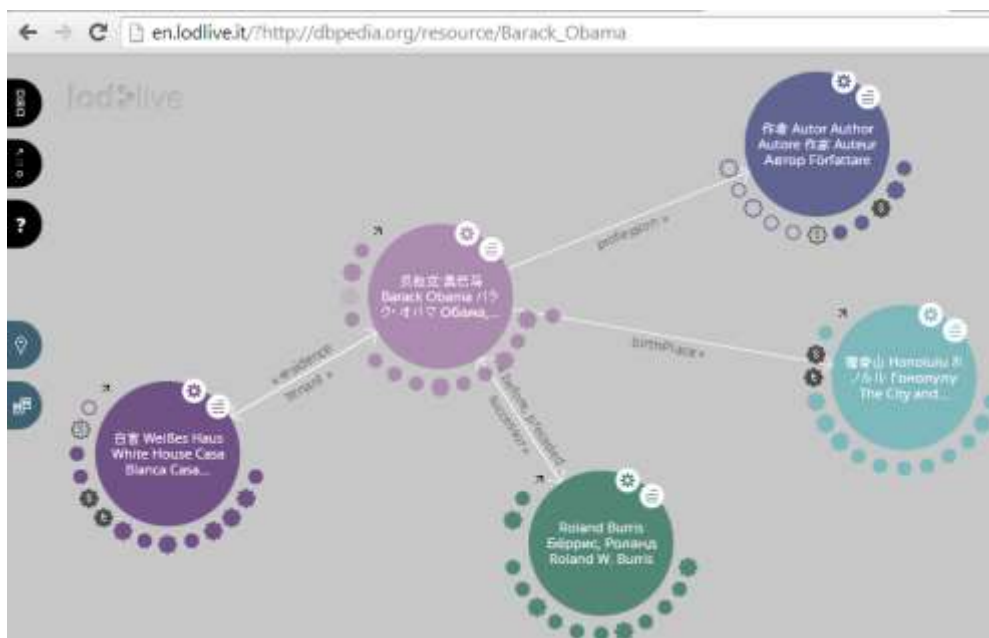 en.lodlive.it/?http://dbpedia.org/resource/Barack_Obama
lodlive
?
作者 Autor Author
Autore 作家 Auteur
Автор Författare
profession »
贝拉克·奥巴马
Barack Obama バラ
ク・オバマ Обама,...
birthPlace »
檀香山 Honolulu ホ
ノルル Гонолулу
The City and...
« residence
tenant »
before, preceded
successor »
白宫 Weißes Haus
White House Casa
Blanca Casa...
Roland Burris
Бёррис, Роланд
Roland W. Burris